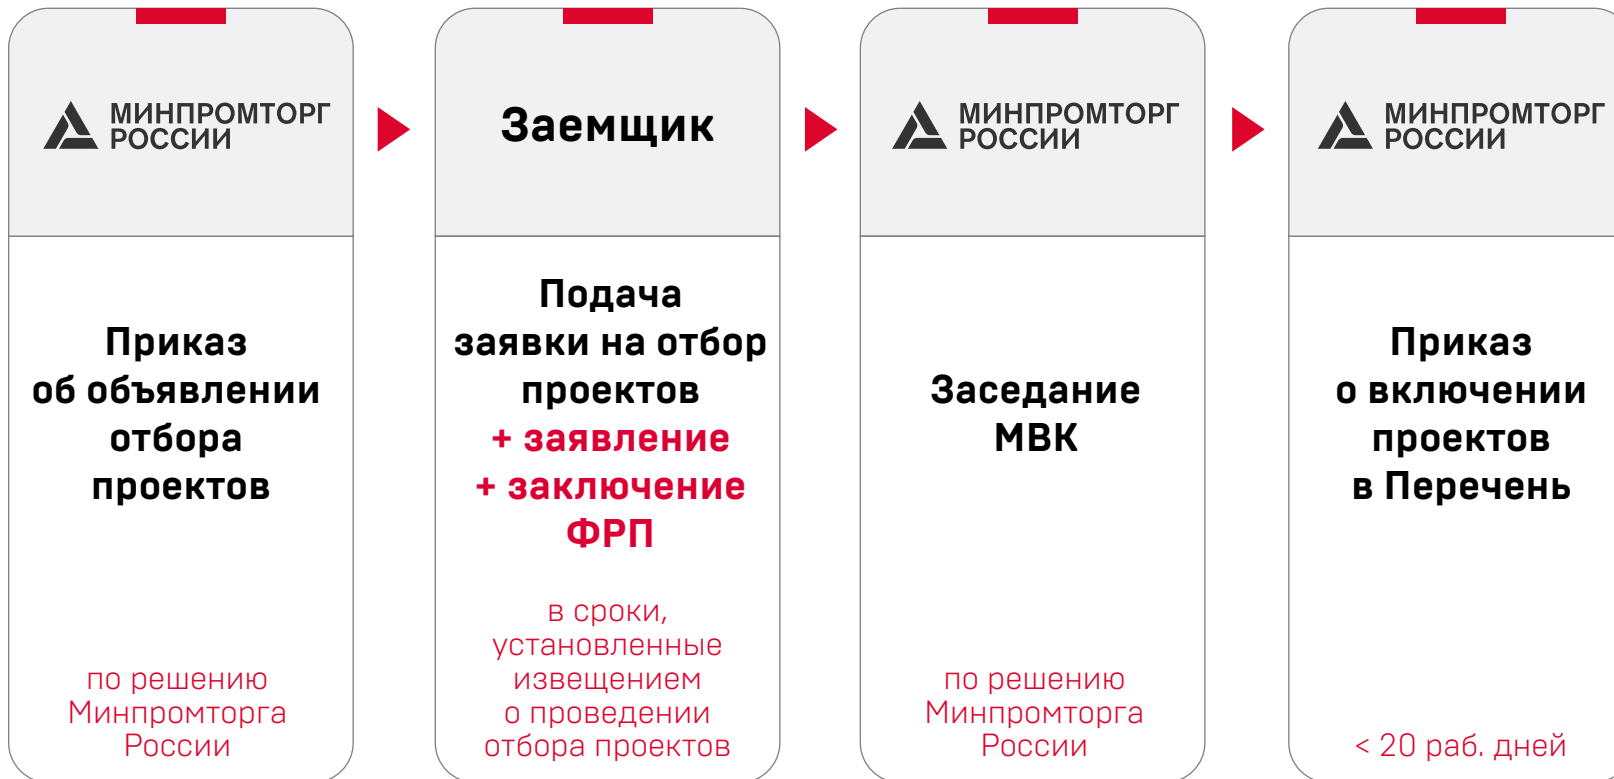 МИНПРОМТОРГ
РОССИИ
Приказ
об объявлении
отбора
проектов
по решению
Минпромторга
России
Заемщик
Подача
заявки на отбор
проектов
+ заявление
+ заключение
ФРП
в сроки,
установленные
извещением
о проведении
отбора проектов
МИНПРОМТОРГ
РОССИИ
Заседание
МВК
по решению
Минпромторга
России
МИНПРОМТОРГ
РОССИИ
Приказ
о включении
проектов
в Перечень
< 20 раб. дней